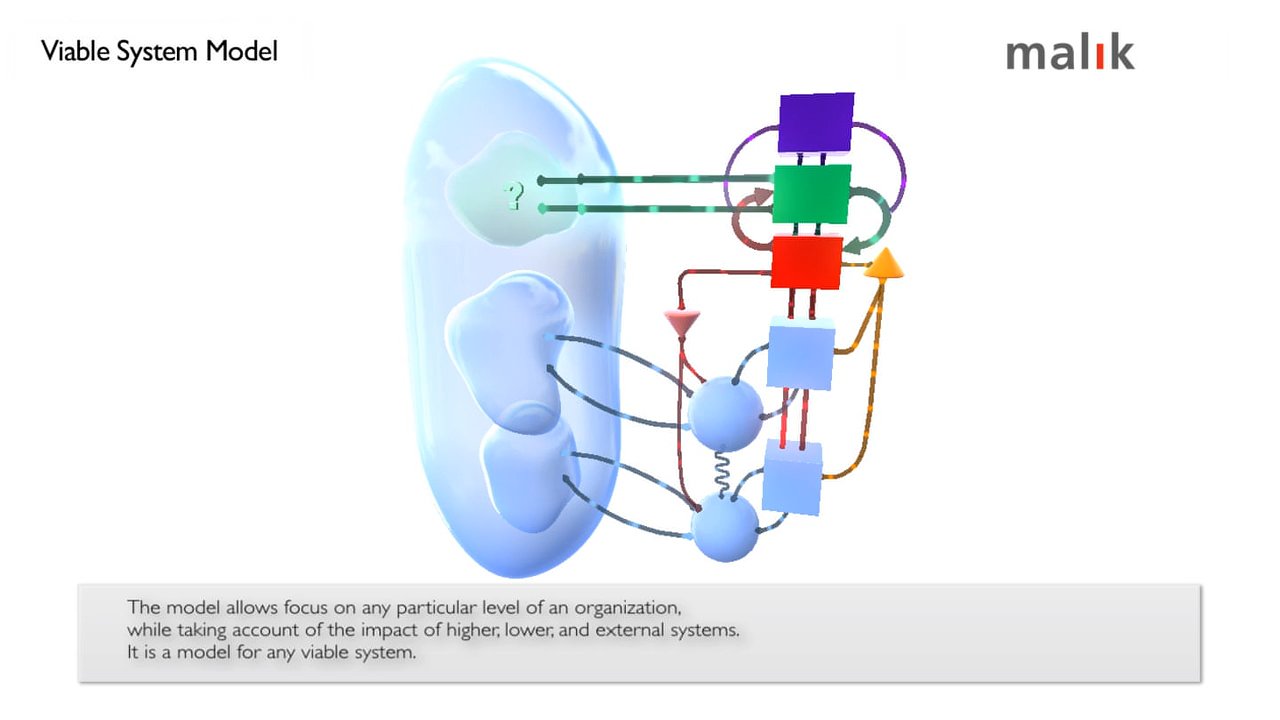 Viable System Model
malik
?
The model allows focus on any particular level of an organization,
while taking account of the impact of higher, lower, and external systems.
It is a model for any viable system.